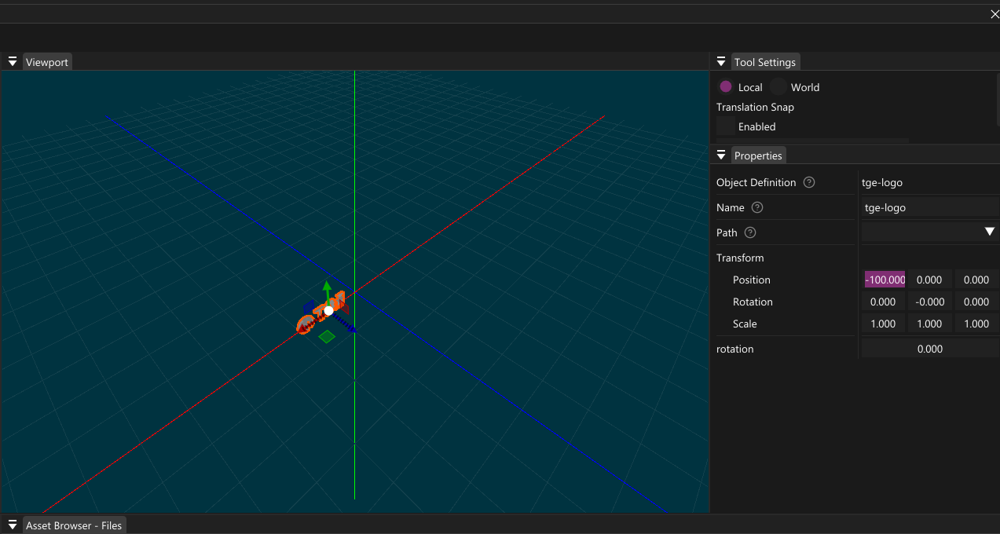 Viewport
Tool Settings
Local World
Translation Snap
Enabled
Properties
Object Definition ? tge-logo
Name ? tge-logo
Path ?
Transform
Position -100.000 0.000 0.000
Rotation 0.000 -0.000 0.000
Scale 1.000 1.000 1.000
rotation 0.000
Asset Browser - Files